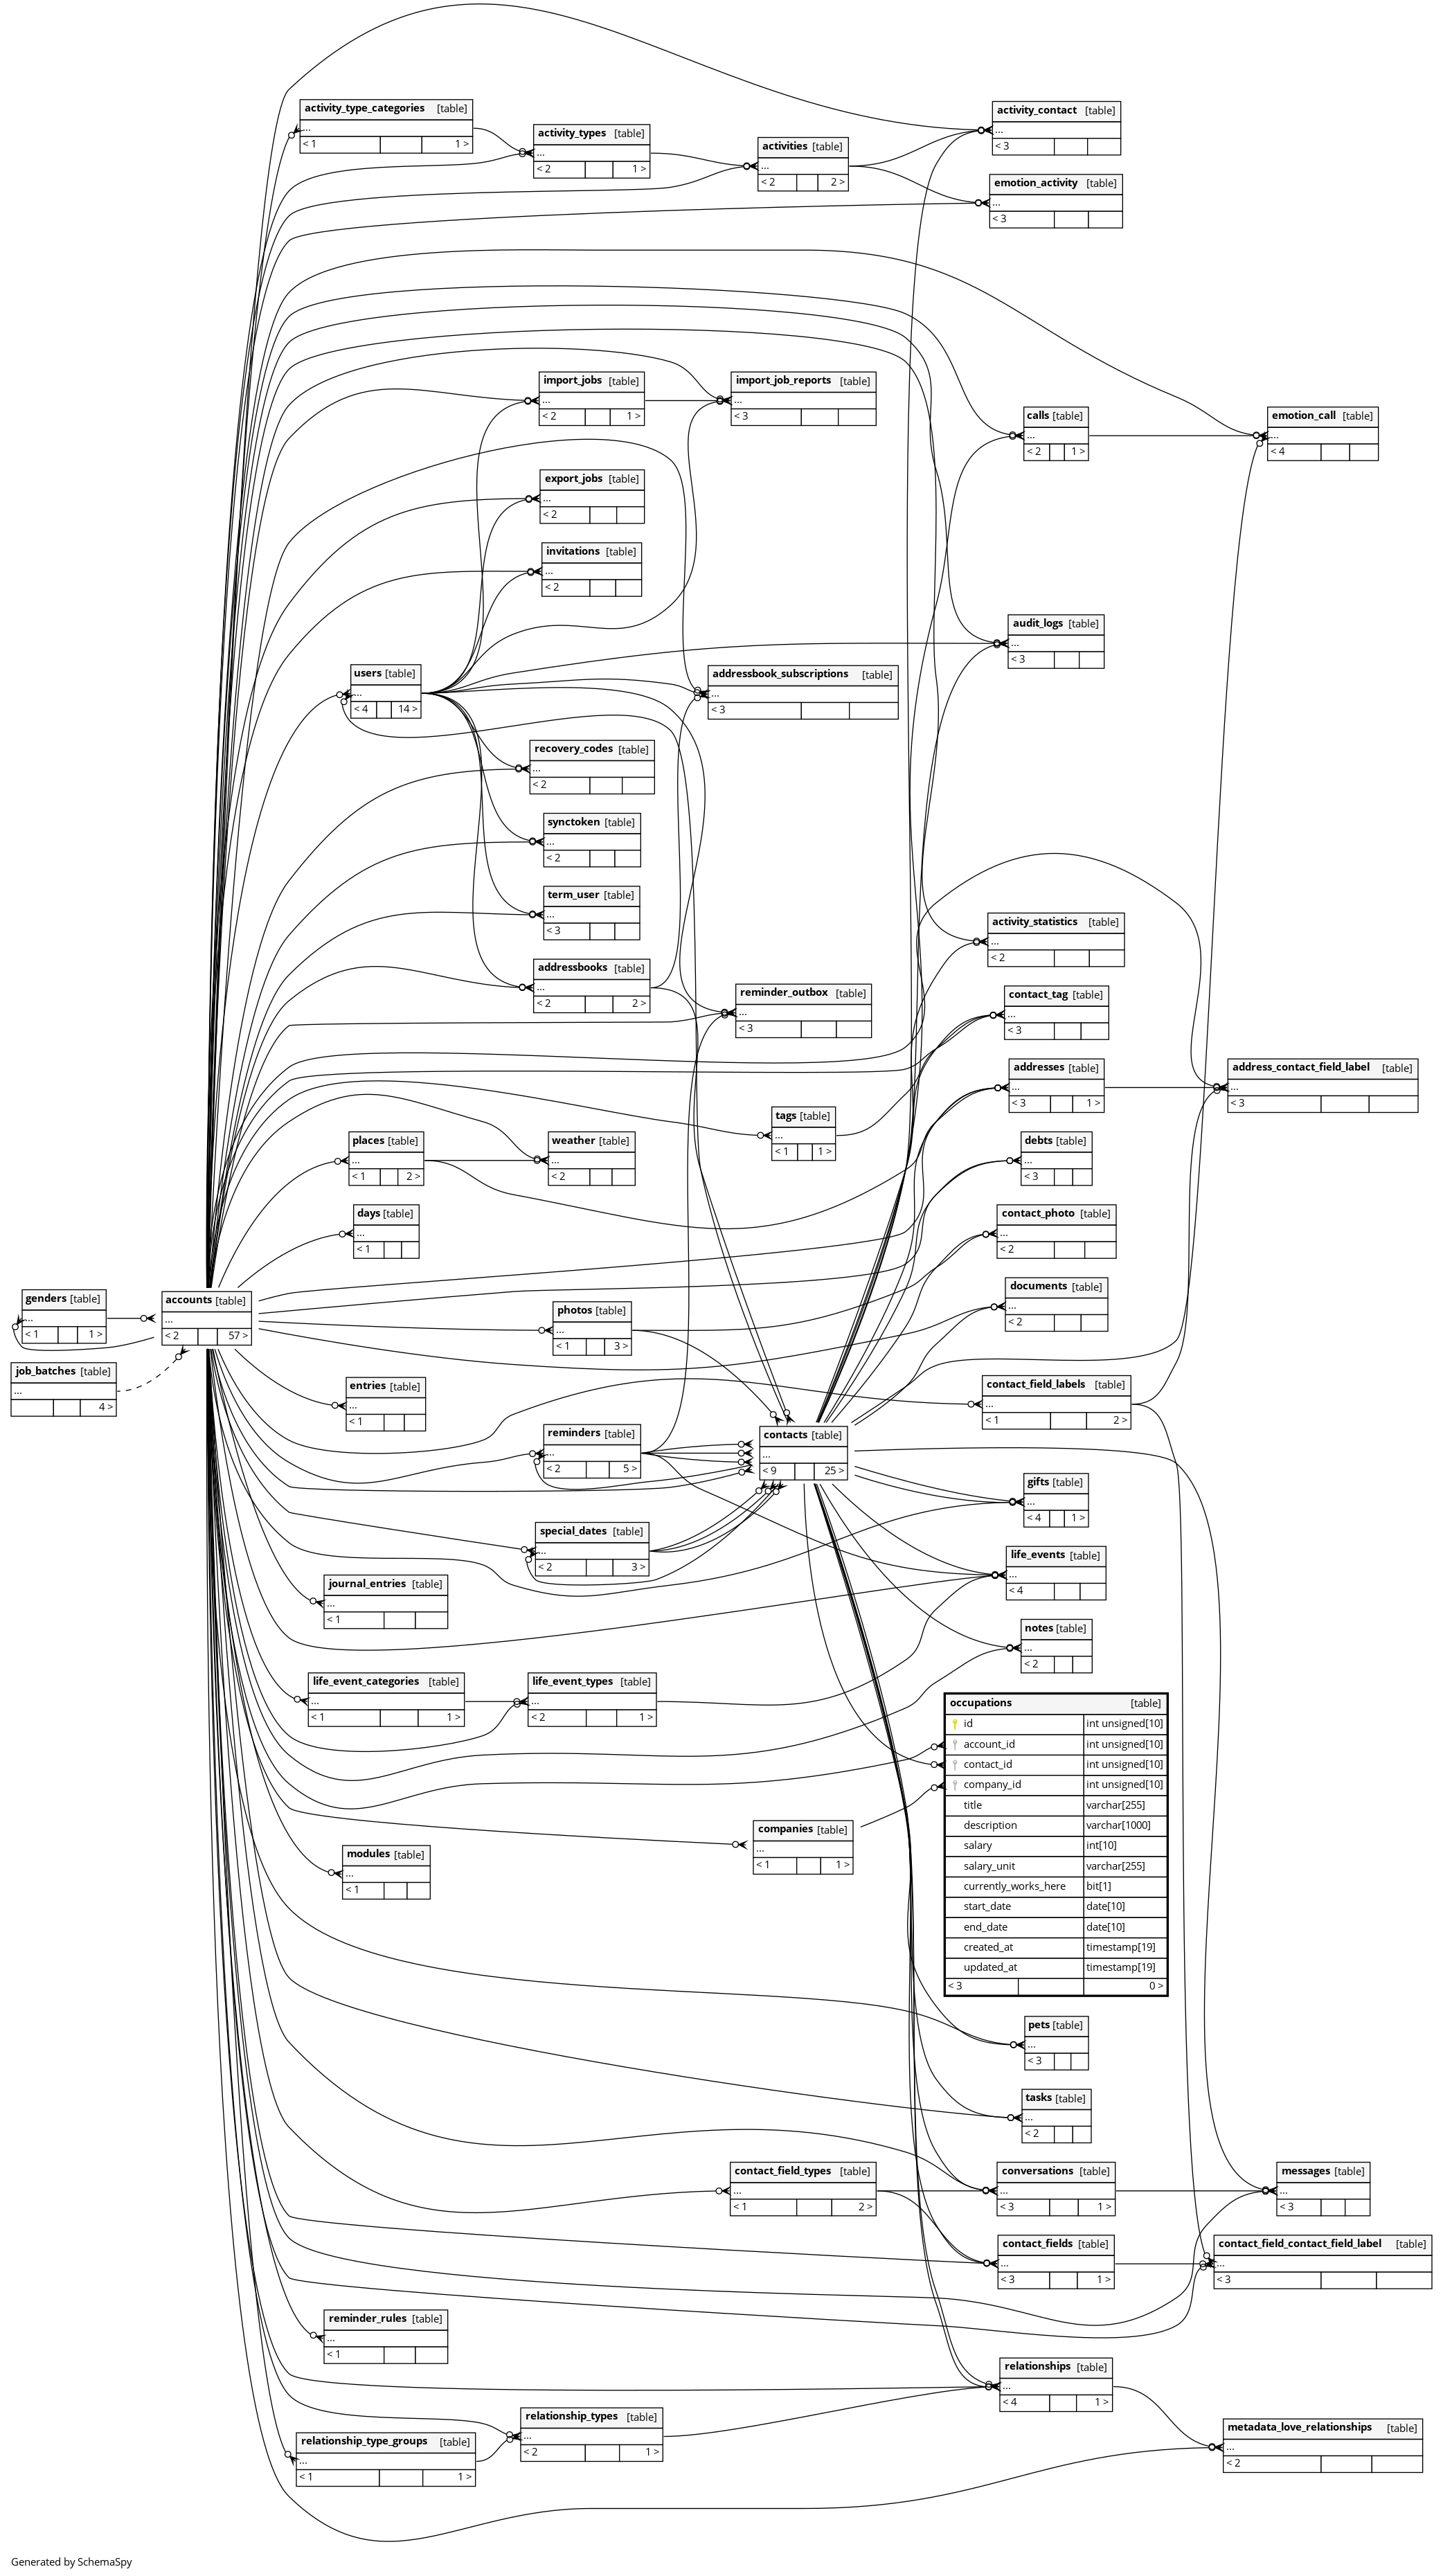 activity_type_categories [table]
...
< 1 1 >
activity_types [table]
...
< 2 1 >
activities [table]
...
< 2 2 >
activity_contact [table]
...
< 3
emotion_activity [table]
...
< 3
import_jobs [table]
...
< 2 1 >
import_job_reports [table]
...
< 3
calls [table]
...
< 2 1 >
emotion_call [table]
...
< 4
export_jobs [table]
...
< 2
invitations [table]
...
< 2
audit_logs [table]
...
< 3
users [table]
...
< 4 14 >
addressbook_subscriptions [table]
...
< 3
recovery_codes [table]
...
< 2
synctoken [table]
...
< 2
term_user [table]
...
< 3
activity_statistics [table]
...
< 2
addressbooks [table]
...
< 2 2 >
reminder_outbox [table]
...
< 3
contact_tag [table]
...
< 3
addresses [table]
...
< 3 1 >
address_contact_field_label [table]
...
< 3
tags [table]
...
< 1 1 >
places [table]
...
< 1 2 >
weather [table]
...
< 2
debts [table]
...
< 3
days [table]
...
< 1
contact_photo [table]
...
< 2
genders [table]
...
< 1 1 >
accounts [table]
...
< 2 57 >
photos [table]
...
< 1 3 >
documents [table]
...
< 2
job_batches [table]
...
4 >
entries [table]
...
< 1
contact_field_labels [table]
...
< 1 2 >
reminders [table]
...
< 2 5 >
contacts [table]
...
< 9 25 >
gifts [table]
...
< 4 1 >
special_dates [table]
...
< 2 3 >
life_events [table]
...
< 4
journal_entries [table]
...
< 1
notes [table]
...
< 2
life_event_categories [table]
...
< 1 1 >
life_event_types [table]
...
< 2 1 >
occupations [table]
id int unsigned[10]
account_id int unsigned[10]
contact_id int unsigned[10]
company_id int unsigned[10]
title varchar[255]
description varchar[1000]
salary int[10]
salary_unit varchar[255]
currently_works_here bit[1]
start_date date[10]
end_date date[10]
created_at timestamp[19]
updated_at timestamp[19]
< 3 0 >
companies [table]
...
< 1 1 >
modules [table]
...
< 1
pets [table]
...
< 3
tasks [table]
...
< 2
contact_field_types [table]
...
< 1 2 >
conversations [table]
...
< 3 1 >
messages [table]
...
< 3
contact_fields [table]
...
< 3 1 >
contact_field_contact_field_label [table]
...
< 3
reminder_rules [table]
...
< 1
relationships [table]
...
< 4 1 >
relationship_types [table]
...
< 2 1 >
metadata_love_relationships [table]
...
< 2
relationship_type_groups [table]
...
< 1 1 >
Generated by SchemaSpy